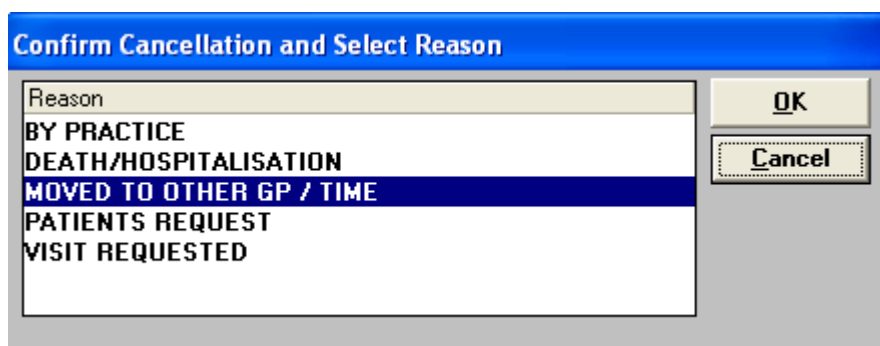 Confirm Cancellation and Select Reason
Reason
BY PRACTICE
DEATH/HOSPITALISATION
MOVED TO OTHER GP / TIME
PATIENTS REQUEST
VISIT REQUESTED
OK
Cancel